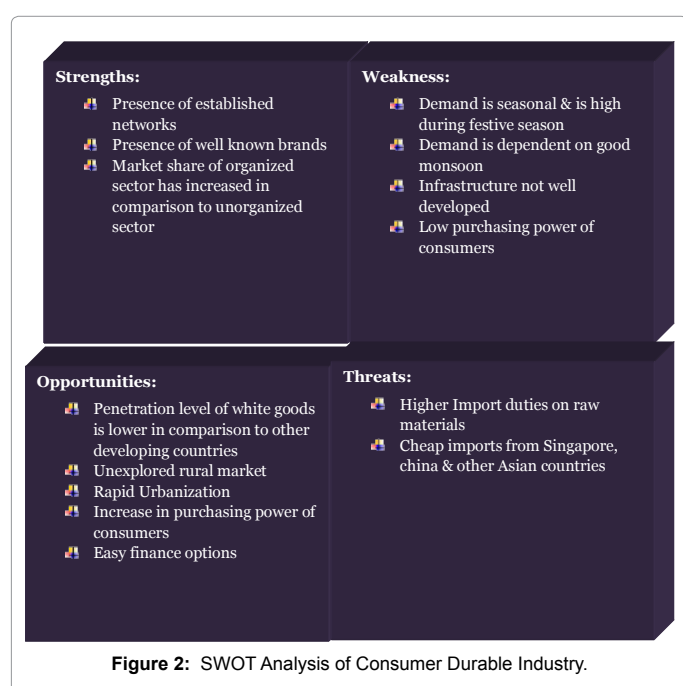 Strengths:
Presence of established
networks
Presence of well known brands
Market share of organized
sector has increased in
comparison to unorganized
sector
Weakness:
Demand is seasonal & is high
during festive season
Demand is dependent on good
monsoon
Infrastructure not well
developed
Low purchasing power of
consumers
Opportunities:
Penetration level of white goods
is lower in comparison to other
developing countries
Unexplored rural market
Rapid Urbanization
Increase in purchasing power of
consumers
Easy finance options
Threats:
Higher Import duties on raw
materials
Cheap imports from Singapore,
china & other Asian countries
Figure 2: SWOT Analysis of Consumer Durable Industry.